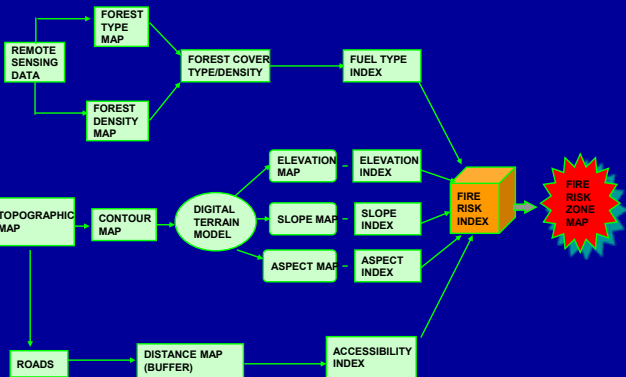 FOREST
TYPE
MAP
REMOTE
SENSING
DATA
FOREST COVER
TYPE/DENSITY
FUEL TYPE
INDEX
FOREST
DENSITY
MAP
ELEVATION
MAP
ELEVATION
INDEX
TOPOGRAPHIC
MAP
CONTOUR
MAP
DIGITAL
TERRAIN
MODEL
SLOPE MAP
SLOPE
INDEX
FIRE
RISK
INDEX
FIRE
RISK
ZONE
MAP
ASPECT MAP
ASPECT
INDEX
ROADS
DISTANCE MAP
(BUFFER)
ACCESSIBILITY
INDEX